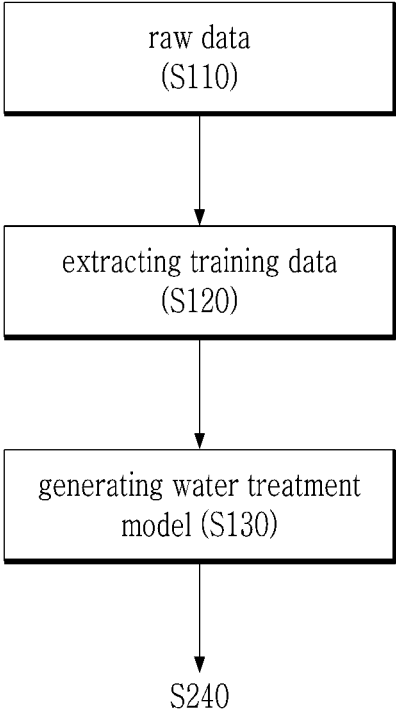 raw data
(S110)
extracting training data
(S120)
generating water treatment
model (S130)
S240